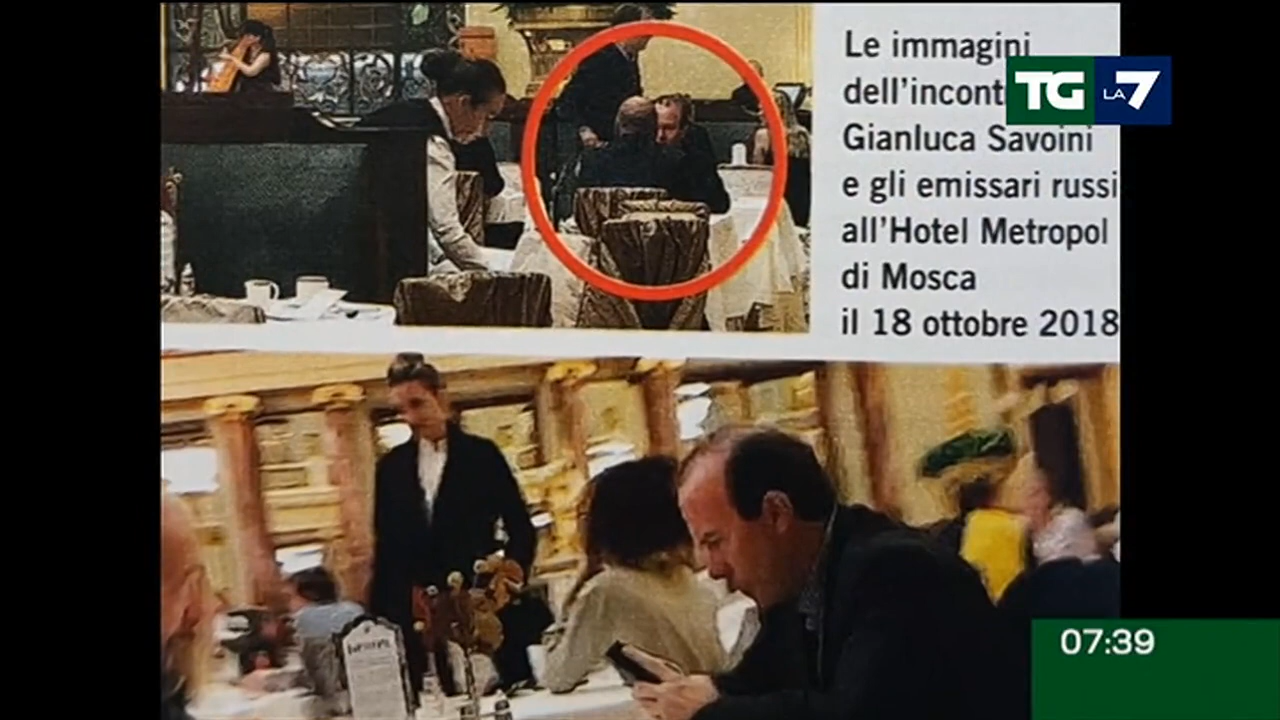 Le immagini
dell'incont
Gianluca Savoini
e gli emissari russi
all'Hotel Metropol
di Mosca
il 18 ottobre 2018
TG LA7
07:39